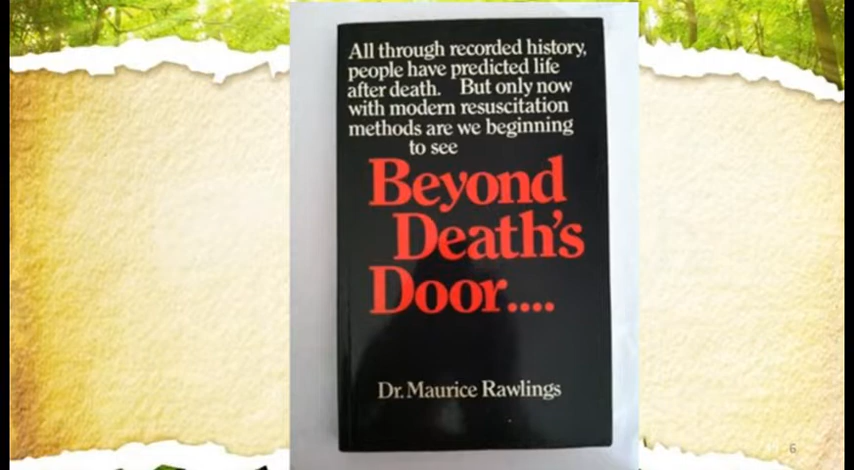 All through recorded history,
people have predicted life
after death. But only now
with modern resuscitation
methods are we beginning
to see
Beyond
Death's
Door....
Dr. Maurice Rawlings
6